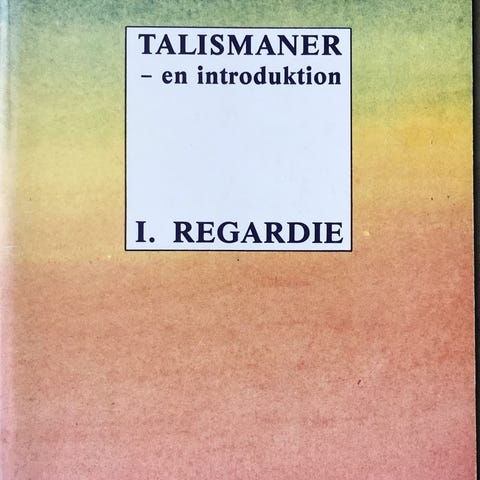 TALISMANER
– en introduktion
I. REGARDIE